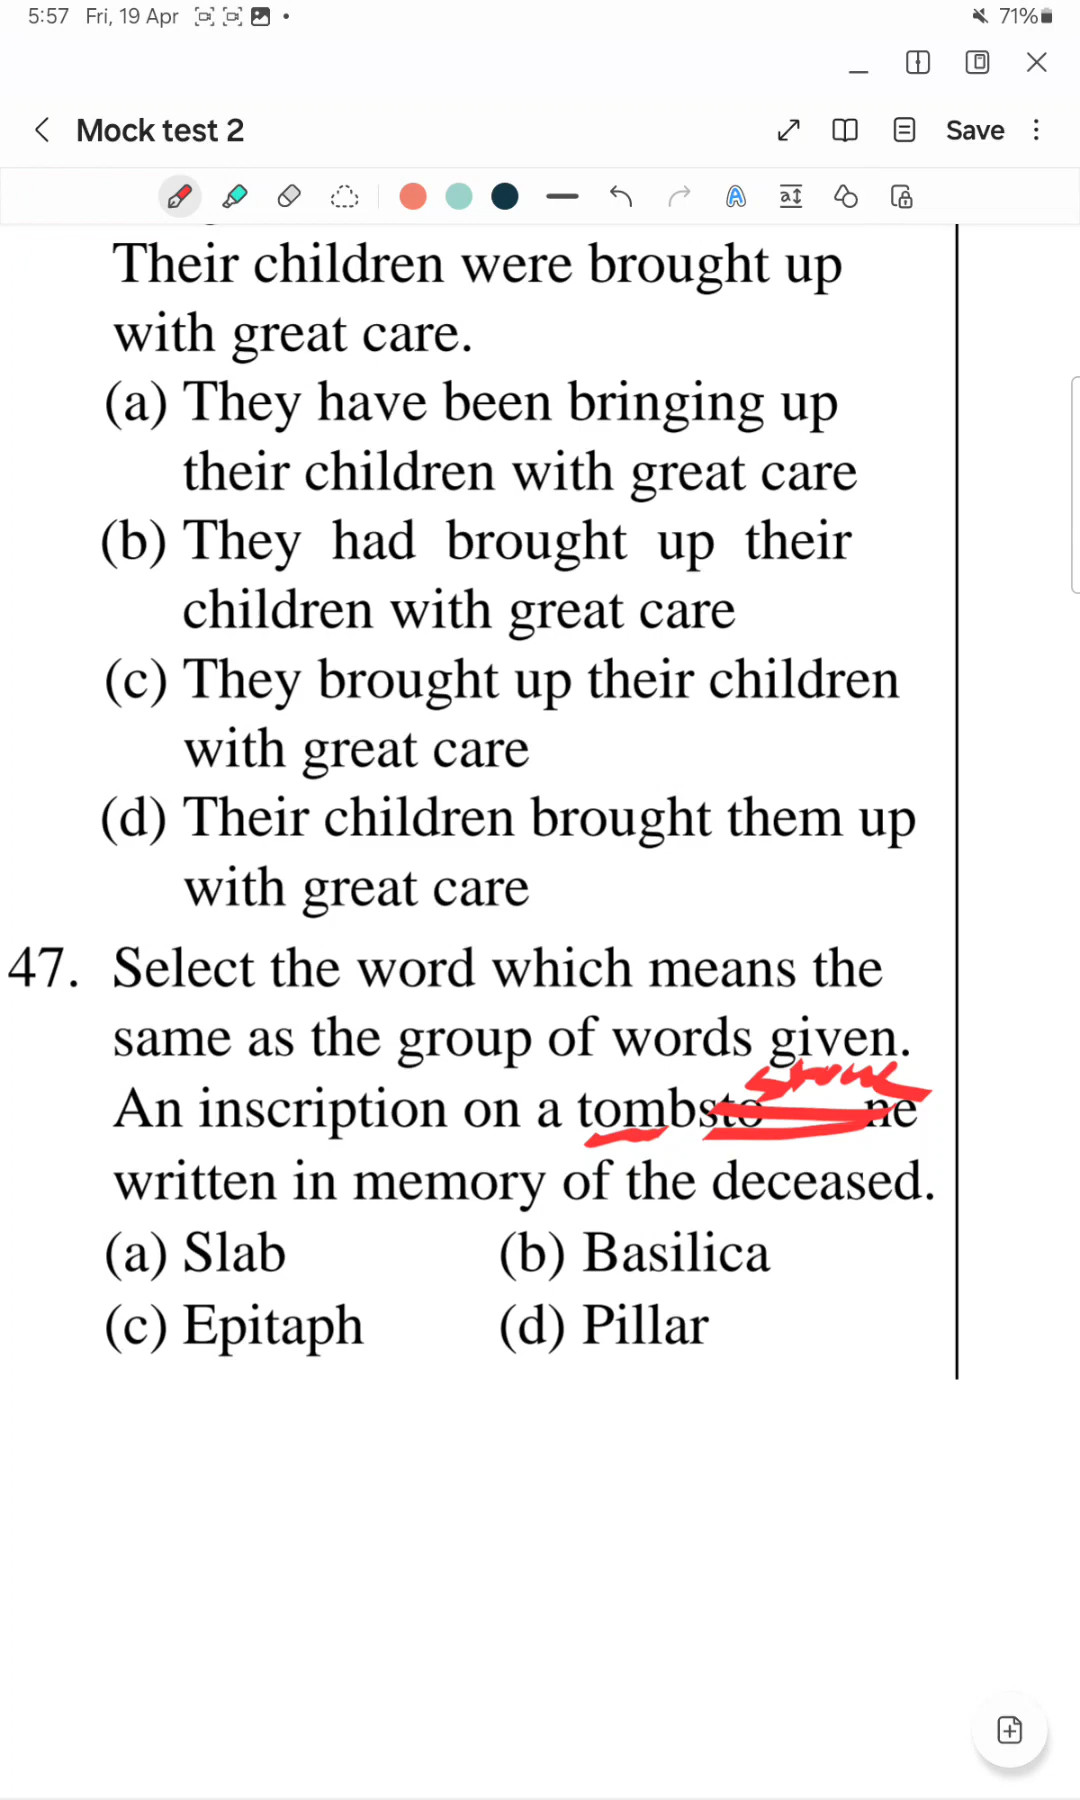 5:57 Fri, 19 Apr
71%
Mock test 2
Save
Their children were brought up
with great care.
(a) They have been bringing up
their children with great care
(b) They had brought up their
children with great care
(c) They brought up their children
with great care
(d) Their children brought them up
with great care
47. Select the word which means the
same as the group of words given.
stone
An inscription on a tombsto ne
written in memory of the deceased.
(a) Slab (b) Basilica
(c) Epitaph (d) Pillar